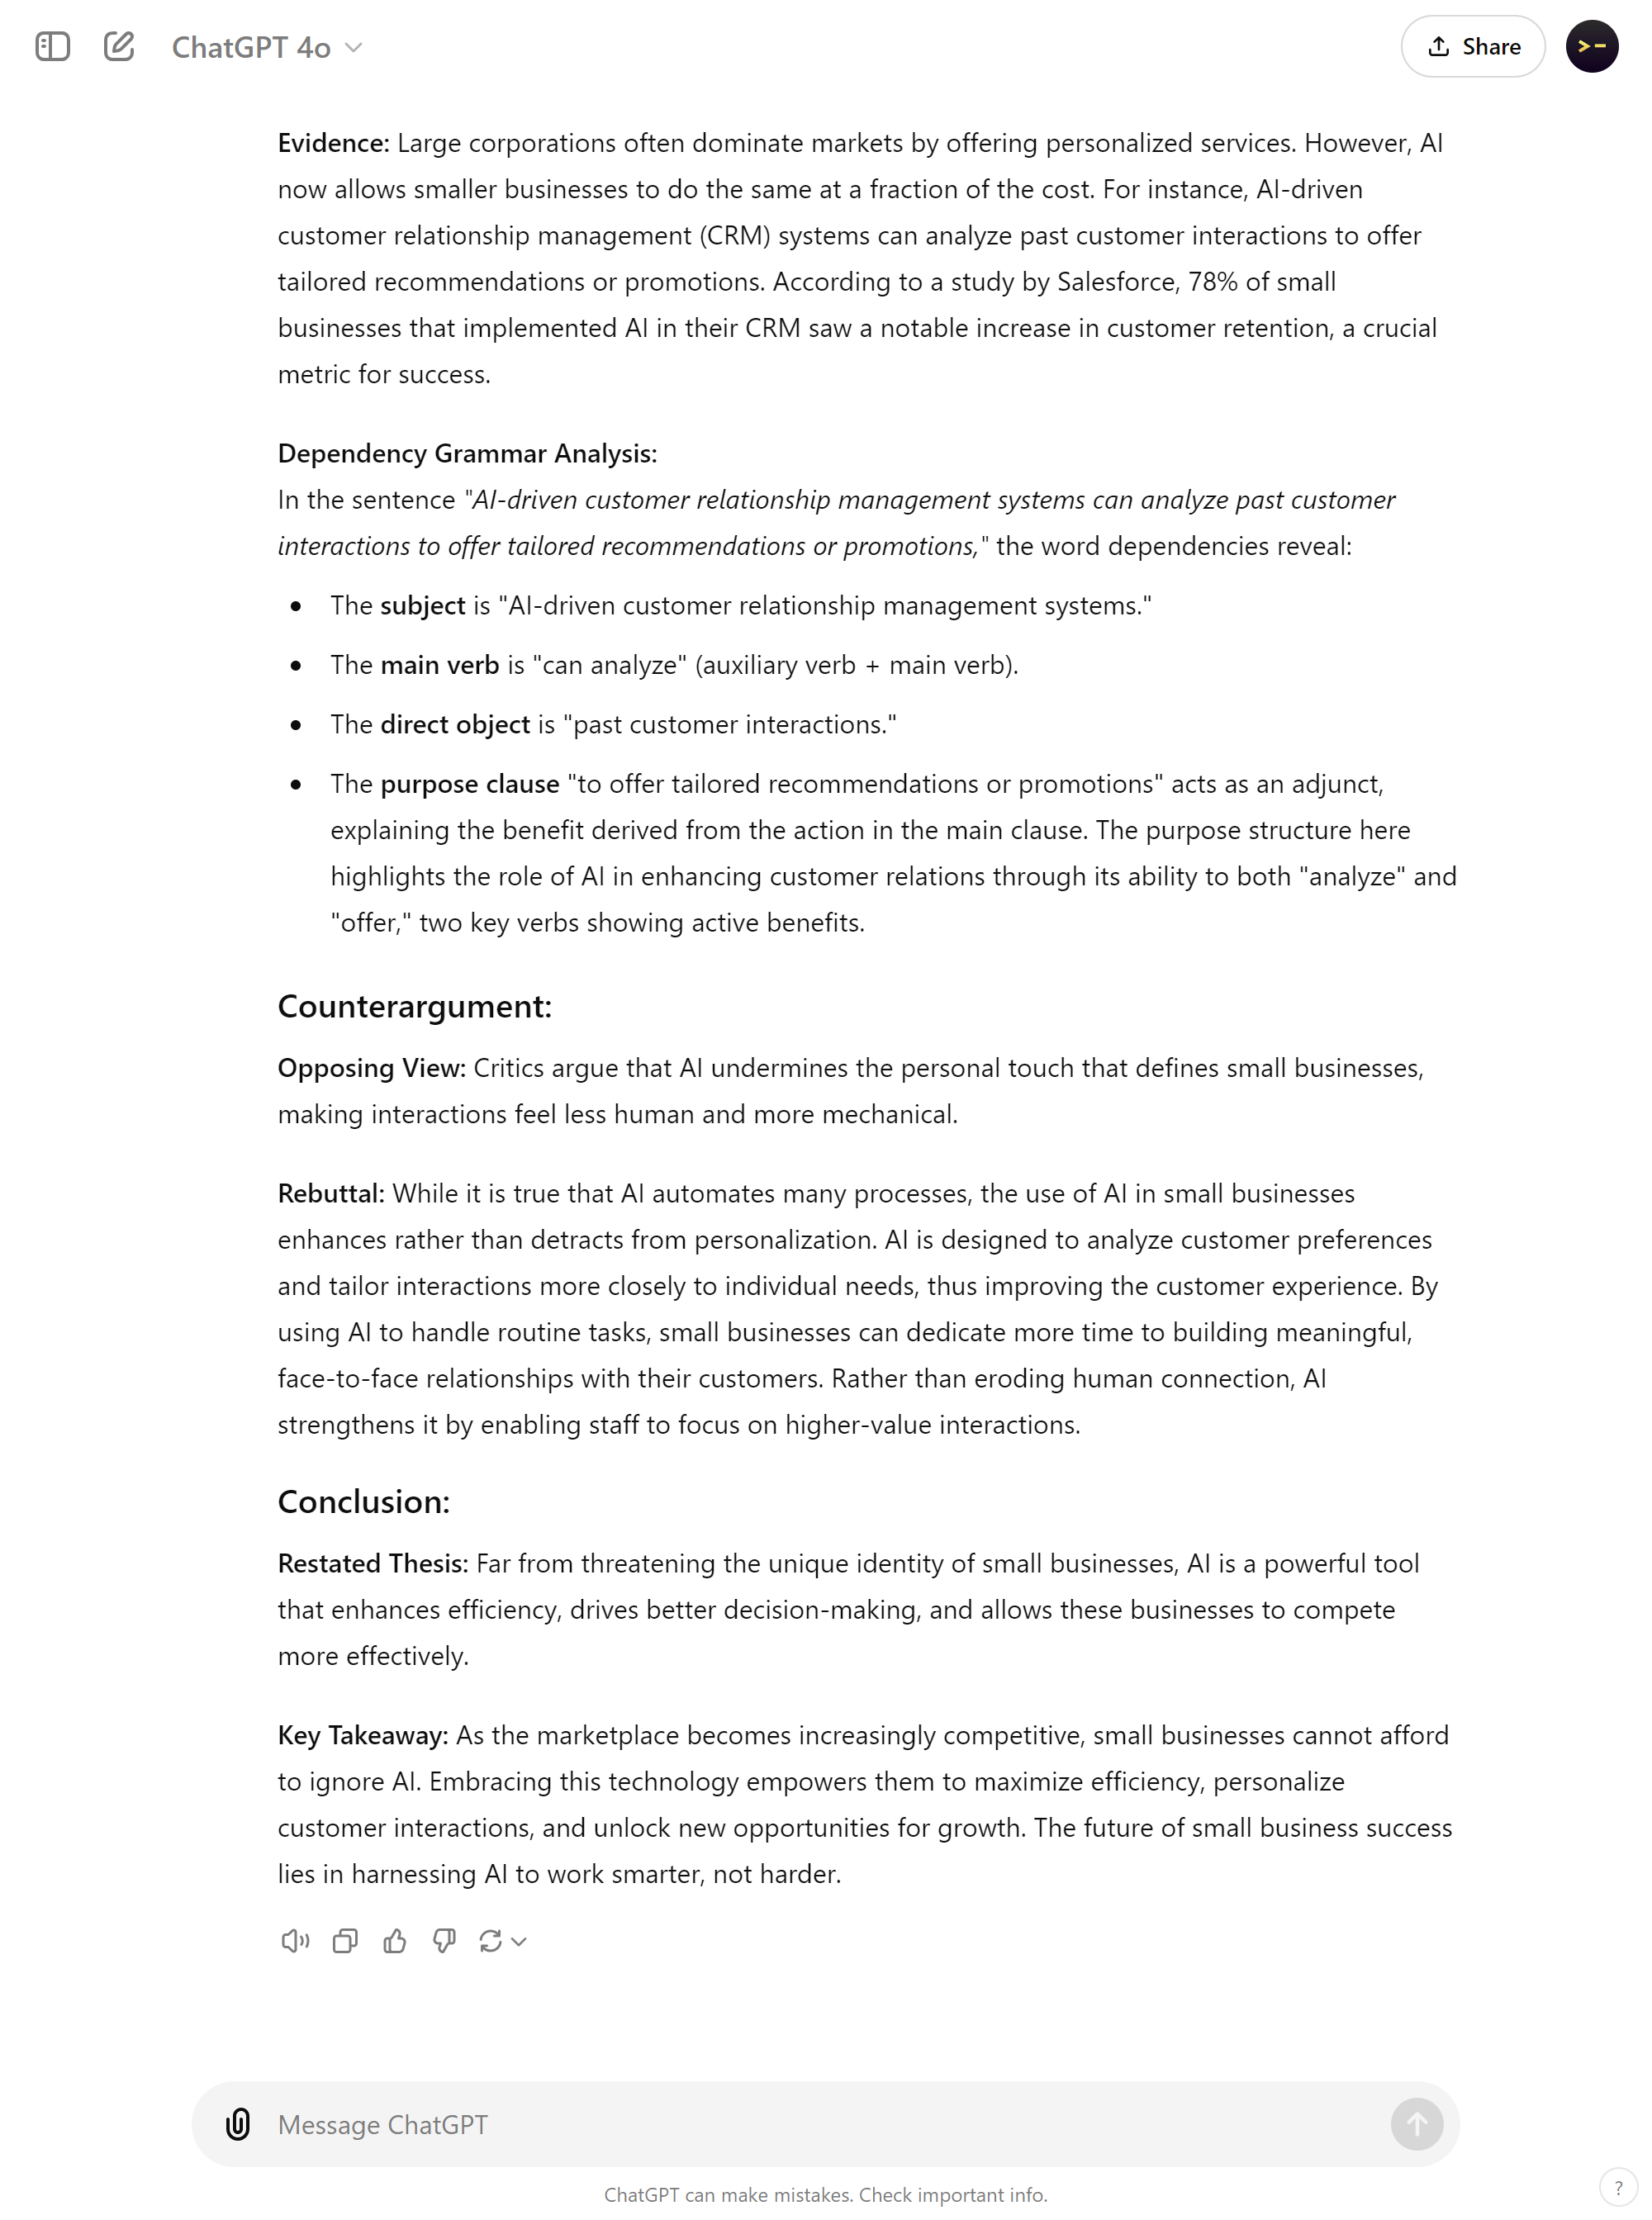 ChatGPT 4o
Share
Evidence: Large corporations often dominate markets by offering personalized services. However, AI
now allows smaller businesses to do the same at a fraction of the cost. For instance, AI-driven
customer relationship management (CRM) systems can analyze past customer interactions to offer
tailored recommendations or promotions. According to a study by Salesforce, 78% of small
businesses that implemented AI in their CRM saw a notable increase in customer retention, a crucial
metric for success.
Dependency Grammar Analysis:
In the sentence "AI-driven customer relationship management systems can analyze past customer
interactions to offer tailored recommendations or promotions," the word dependencies reveal:
• The subject is "AI-driven customer relationship management systems."
• The main verb is "can analyze" (auxiliary verb + main verb).
• The direct object is "past customer interactions."
• The purpose clause "to offer tailored recommendations or promotions" acts as an adjunct,
explaining the benefit derived from the action in the main clause. The purpose structure here
highlights the role of AI in enhancing customer relations through its ability to both "analyze" and
"offer," two key verbs showing active benefits.
Counterargument:
Opposing View: Critics argue that AI undermines the personal touch that defines small businesses,
making interactions feel less human and more mechanical.
Rebuttal: While it is true that AI automates many processes, the use of AI in small businesses
enhances rather than detracts from personalization. AI is designed to analyze customer preferences
and tailor interactions more closely to individual needs, thus improving the customer experience. By
using AI to handle routine tasks, small businesses can dedicate more time to building meaningful,
face-to-face relationships with their customers. Rather than eroding human connection, AI
strengthens it by enabling staff to focus on higher-value interactions.
Conclusion:
Restated Thesis: Far from threatening the unique identity of small businesses, AI is a powerful tool
that enhances efficiency, drives better decision-making, and allows these businesses to compete
more effectively.
Key Takeaway: As the marketplace becomes increasingly competitive, small businesses cannot afford
to ignore AI. Embracing this technology empowers them to maximize efficiency, personalize
customer interactions, and unlock new opportunities for growth. The future of small business success
lies in harnessing AI to work smarter, not harder.
Message ChatGPT
ChatGPT can make mistakes. Check important info.
?